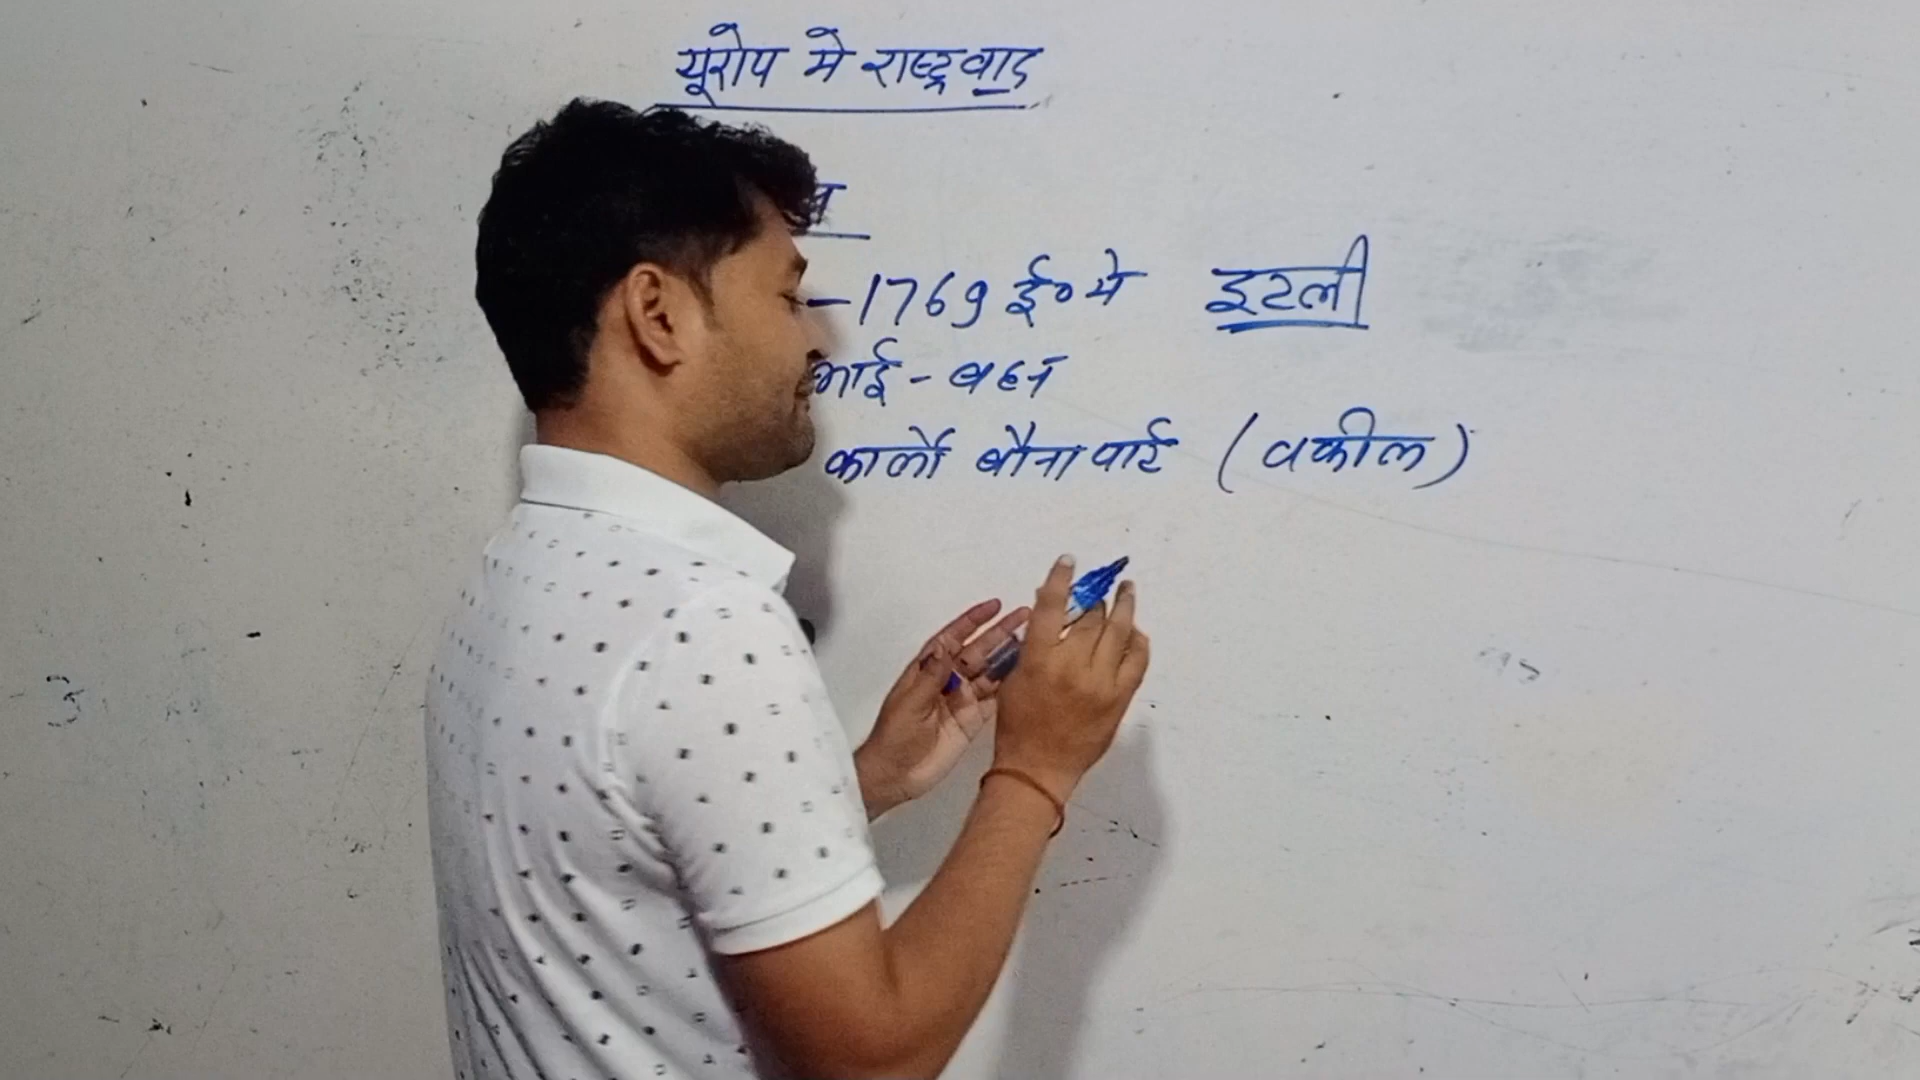 यूरोप मे राष्ट्रवाद
– 1769 ई० मे इटली
भाई - बहन
कार्लो बौनापार्ट (वकील)